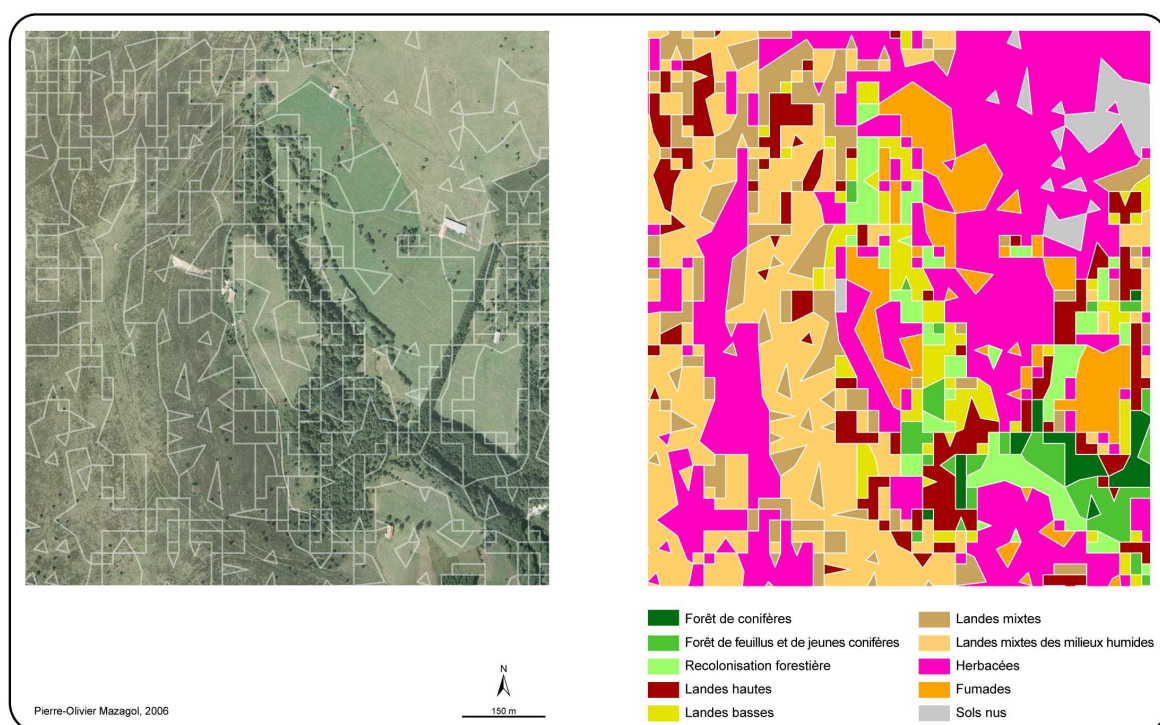 Forêt de conifères
Forêt de feuillus et de jeunes conifères
Recolonisation forestière
Landes hautes
Landes basses
Landes mixtes
Landes mixtes des milieux humides
Herbacées
Fumades
Sols nus
N
150 m
Pierre-Olivier Mazagol, 2006